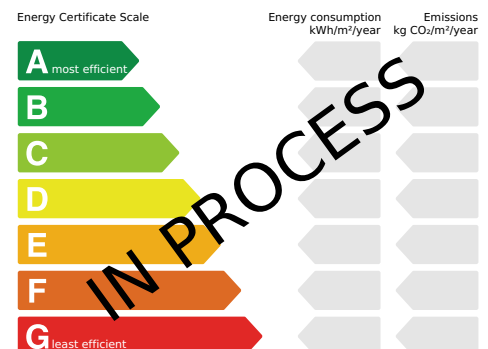 Energy Certificate Scale
Energy consumption
kWh/m²/year
Emissions
kg CO₂/m²/year
A most efficient
B
C
D
E
F
G least efficient
IN PROCESS